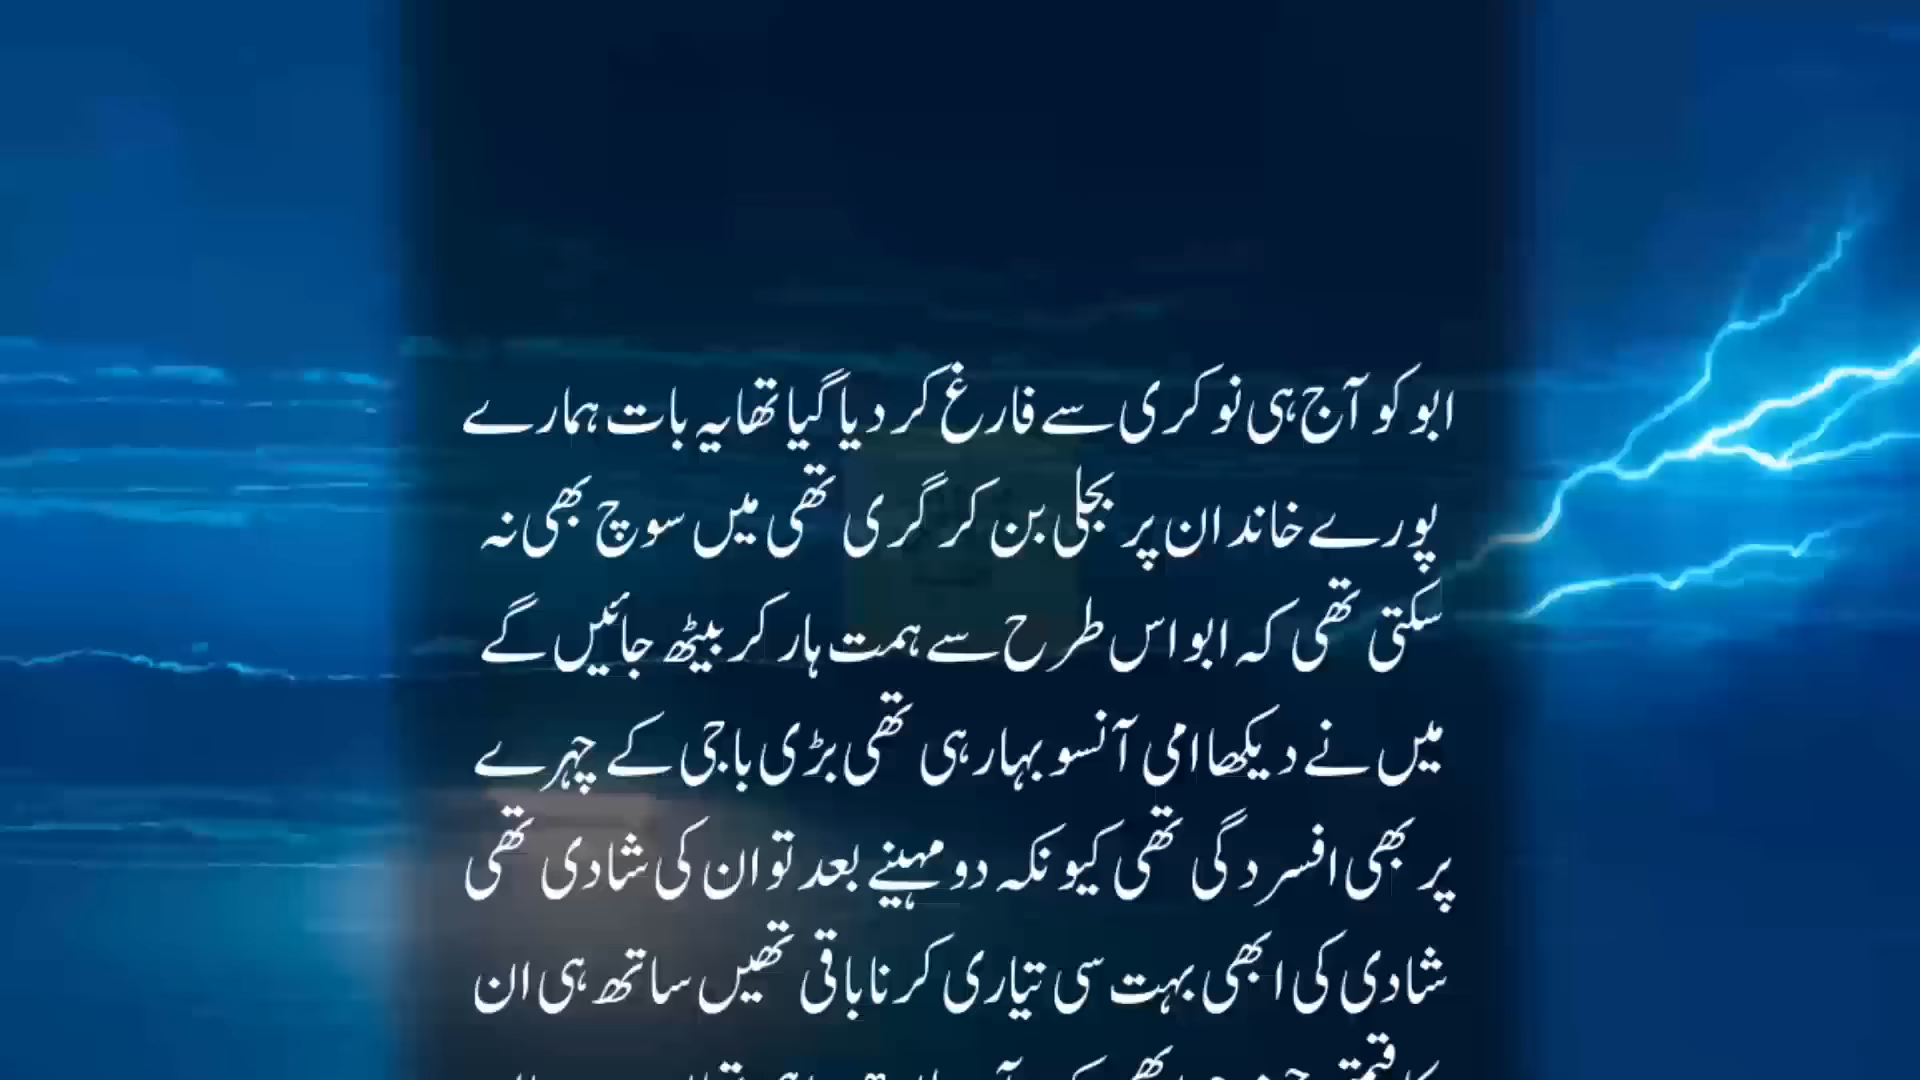 ابو کو آج ہی نوکری سے فارغ کر دیا گیا تھا یہ بات ہمارے
پورے خاندان پر بجلی بن کر گری تھی میں سوچ بھی نہ
سکتی تھی کہ ابو اس طرح سے ہمت ہار کر بیٹھ جائیں گے
میں نے دیکھا امی آنسو بہا رہی تھی بڑی باجی کے چہرے
پر بھی افسردگی تھی کیونکہ دو مہینے بعد تو ان کی شادی تھی
شادی کی ابھی بہت سی تیاری کرنا باقی تھیں ساتھ ہی ان